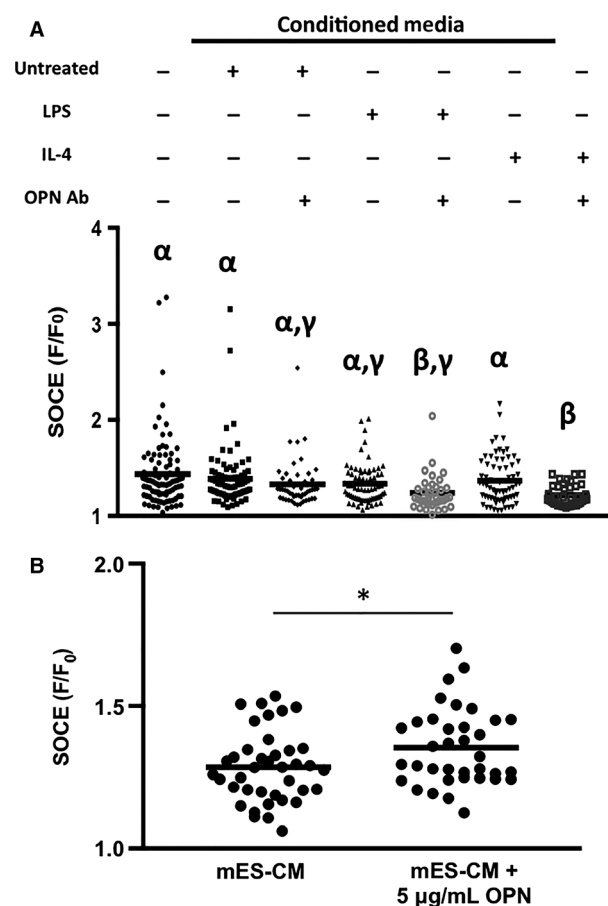 A
Conditioned media
Untreated – + + – – – –
LPS – – – + + – –
IL-4 – – – – – + +
OPN Ab – – + – + – +
SOCE (F/F0)
4
3
2
1
α α α,γ α,γ β,γ α β
B
SOCE (F/F0)
2.0
1.5
1.0
*
mES-CM
mES-CM +
5 µg/mL OPN